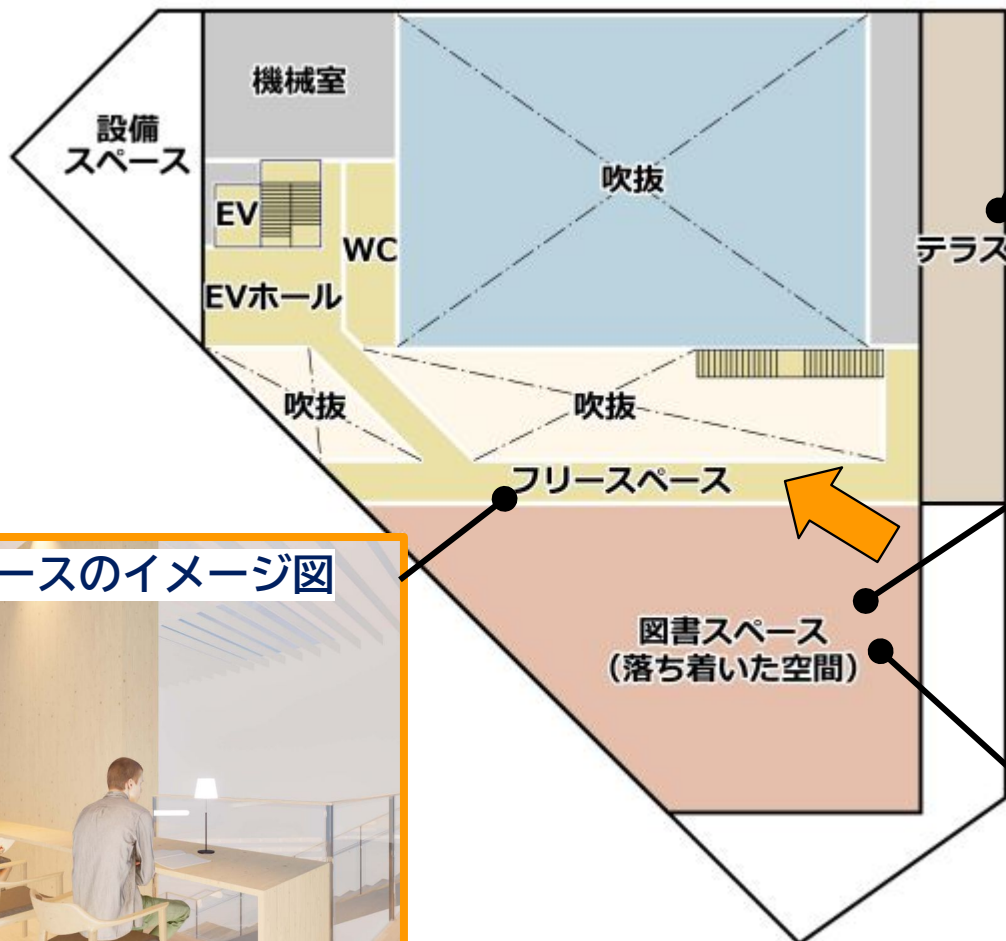 機械室
設備
スペース
吹抜
EV
WC
テラス
EVホール
吹抜
吹抜
フリースペース
ースのイメージ図
図書スペース
(落ち着いた空間)